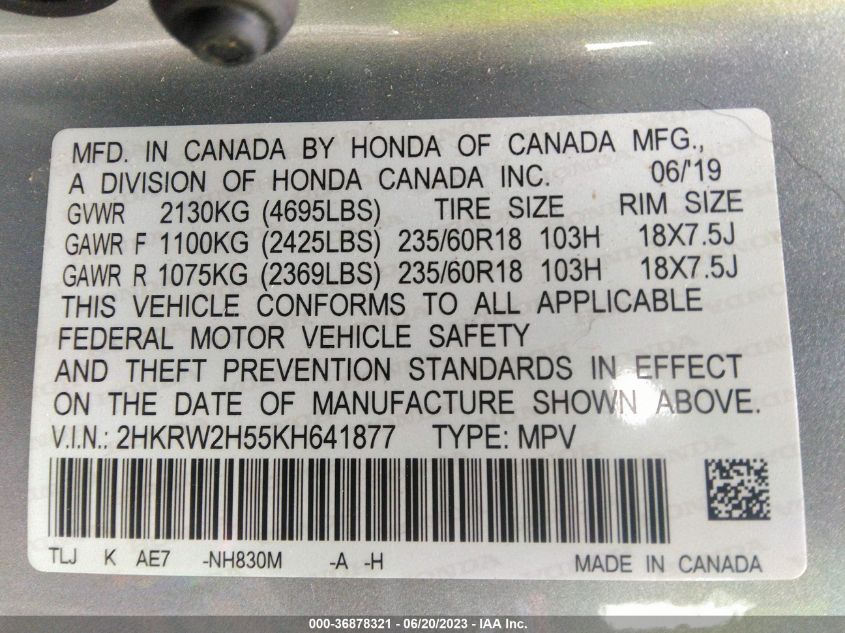 MFD. IN CANADA BY HONDA OF CANADA MFG.,
A DIVISION OF HONDA CANADA INC. 06/'19
GVWR 2130KG (4695LBS) TIRE SIZE RIM SIZE
GAWR F 1100KG (2425LBS) 235/60R18 103H 18X7.5J
GAWR R 1075KG (2369LBS) 235/60R18 103H 18X7.5J
THIS VEHICLE CONFORMS TO ALL APPLICABLE
FEDERAL MOTOR VEHICLE SAFETY
AND THEFT PREVENTION STANDARDS IN EFFECT
ON THE DATE OF MANUFACTURE SHOWN ABOVE.
V.I.N.: 2HKRW2H55KH641877 TYPE: MPV
TLJ K AE7 -NH830M -A -H MADE IN CANADA
000-36878321 - 06/20/2023 - IAA Inc.